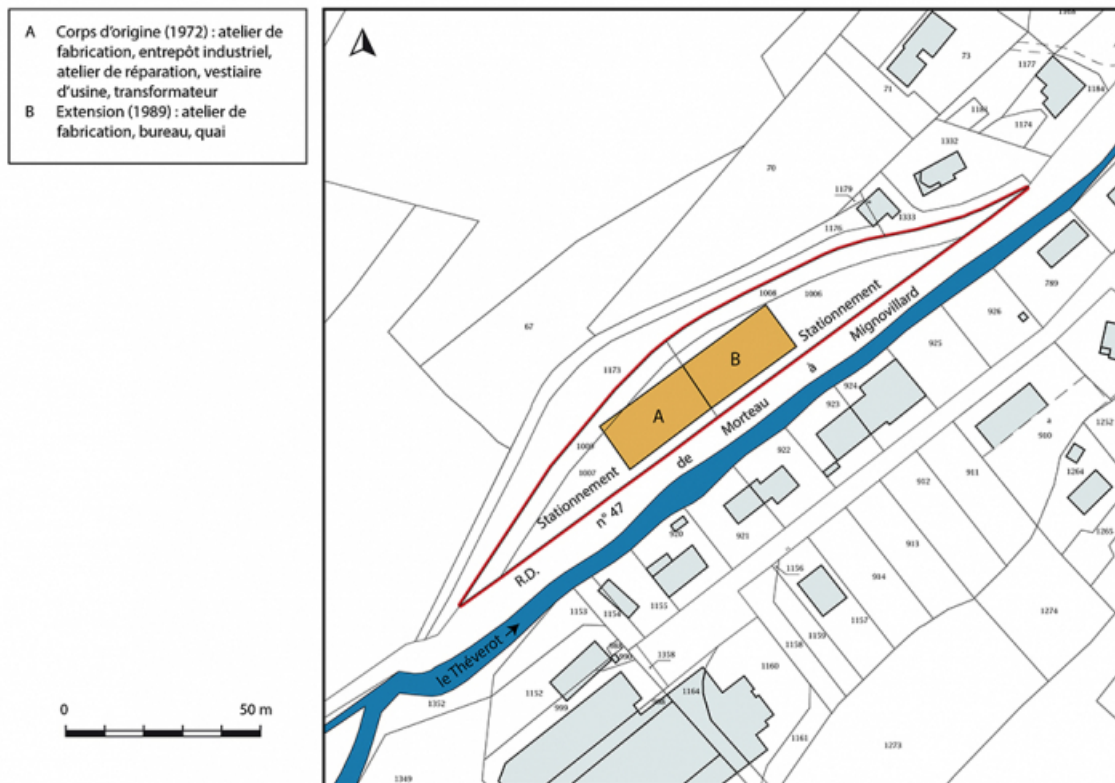 A Corps d'origine (1972) : atelier de
fabrication, entrepôt industriel,
atelier de réparation, vestiaire
d'usine, transformateur
B Extension (1989) : atelier de
fabrication, bureau, quai
0 50 m
73
1177
71
1184
1181
1174
1332
70
1179
1333
1176
1008
1006
789
67
926
Stationnement
Mignovillard
à
925
1173
B
924
A
Morteau
923
910
1252
922
1264
1009
1007
de
911
Stationnement
n° 47
912
920
921
913
1265
R.D.
1156
914
1153
1154
1155
1159
1157
1274
le Théverot
1158
1358
1160
1152
1164
999
1352
1161
1273
1349